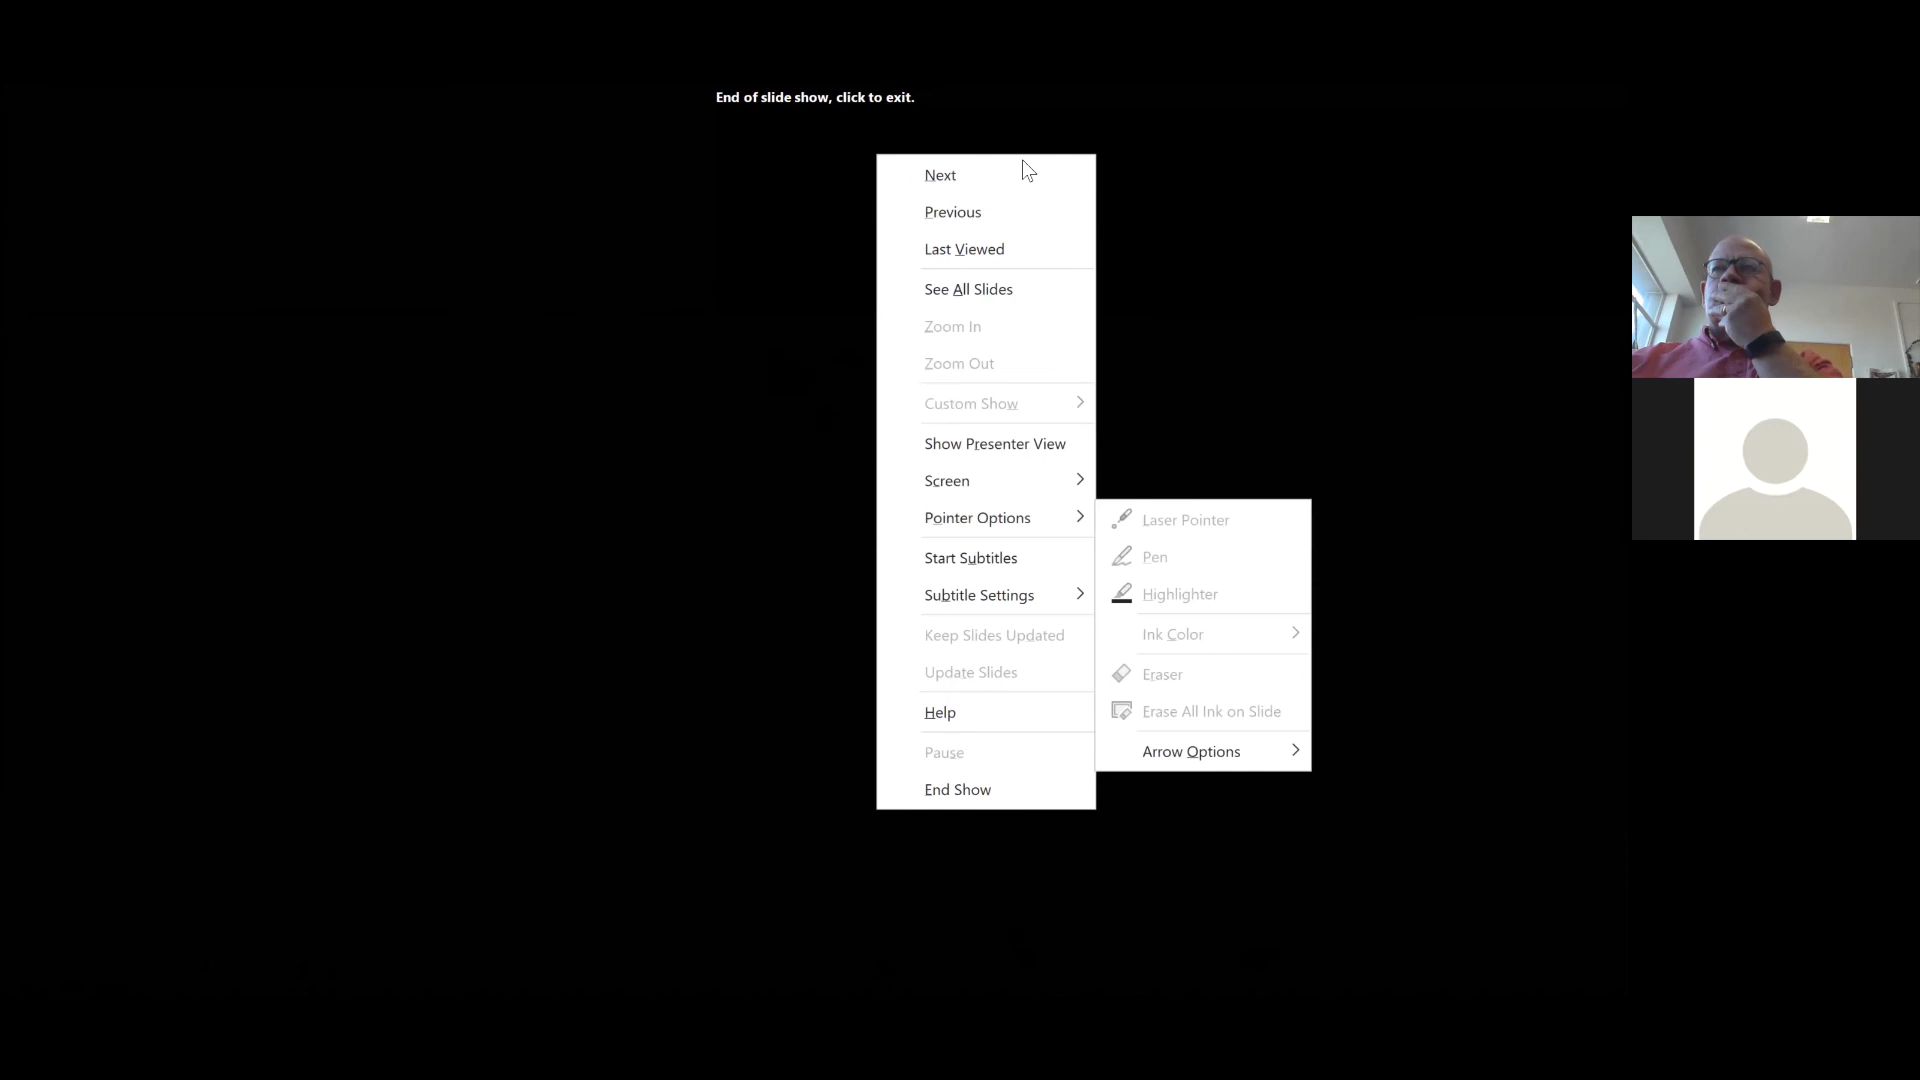 End of slide show, click to exit.
Next
Previous
Last Viewed
See All Slides
Zoom In
Zoom Out
Custom Show
Show Presenter View
Screen
Pointer Options
Start Subtitles
Subtitle Settings
Keep Slides Updated
Update Slides
Help
Pause
End Show
Laser Pointer
Pen
Highlighter
Ink Color
Eraser
Erase All Ink on Slide
Arrow Options